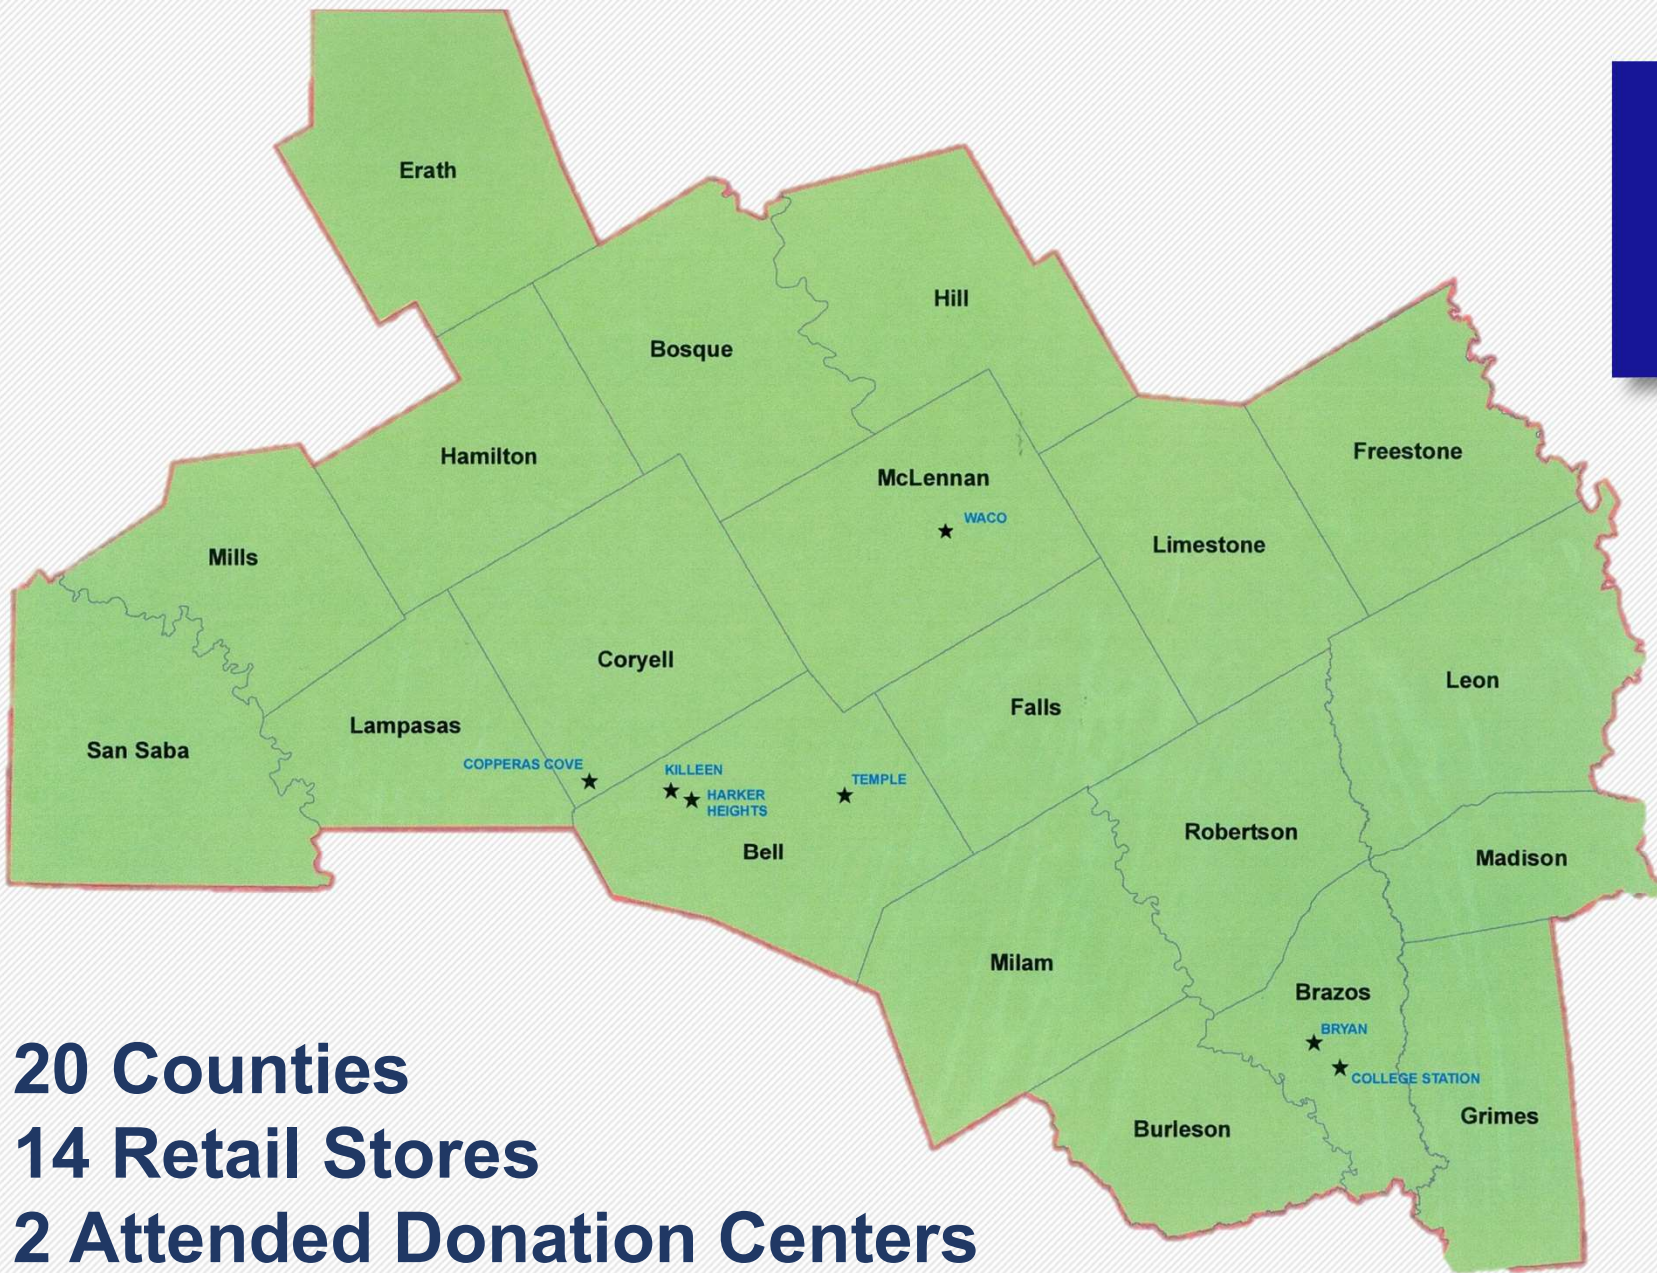 Erath
Hill
Bosque
Freestone
Hamilton
McLennan
WACO
Limestone
Mills
Coryell
Leon
Falls
Lampasas
San Saba
COPPERAS COVE
KILLEEN
TEMPLE
HARKER
HEIGHTS
Robertson
Bell
Madison
Milam
Brazos
BRYAN
COLLEGE STATION
Grimes
Burleson
20 Counties
14 Retail Stores
2 Attended Donation Centers